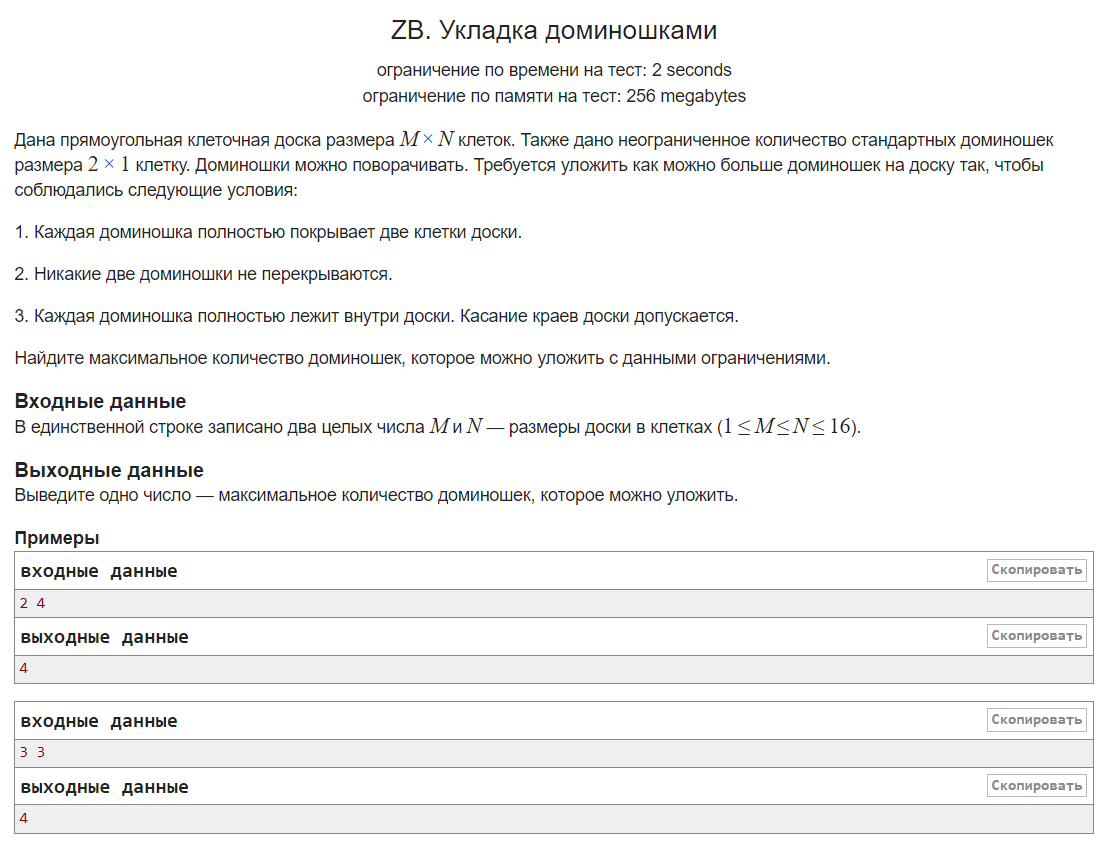 ZB. Укладка доминошками
ограничение по времени на тест: 2 seconds
ограничение по памяти на тест: 256 megabytes
Дана прямоугольная клеточная доска размера M × N клеток. Также дано неограниченное количество стандартных доминошек
размера 2 × 1 клетку. Доминошки можно поворачивать. Требуется уложить как можно больше доминошек на доску так, чтобы
соблюдались следующие условия:
1. Каждая доминошка полностью покрывает две клетки доски.
2. Никакие две доминошки не перекрываются.
3. Каждая доминошка полностью лежит внутри доски. Касание краев доски допускается.
Найдите максимальное количество доминошек, которое можно уложить с данными ограничениями.
Входные данные
В единственной строке записано два целых числа M и N — размеры доски в клетках (1 ≤ M ≤ N ≤ 16).
Выходные данные
Выведите одно число — максимальное количество доминошек, которое можно уложить.
Примеры
входные данные Скопировать
2 4
выходные данные Скопировать
4
входные данные Скопировать
3 3
выходные данные Скопировать
4